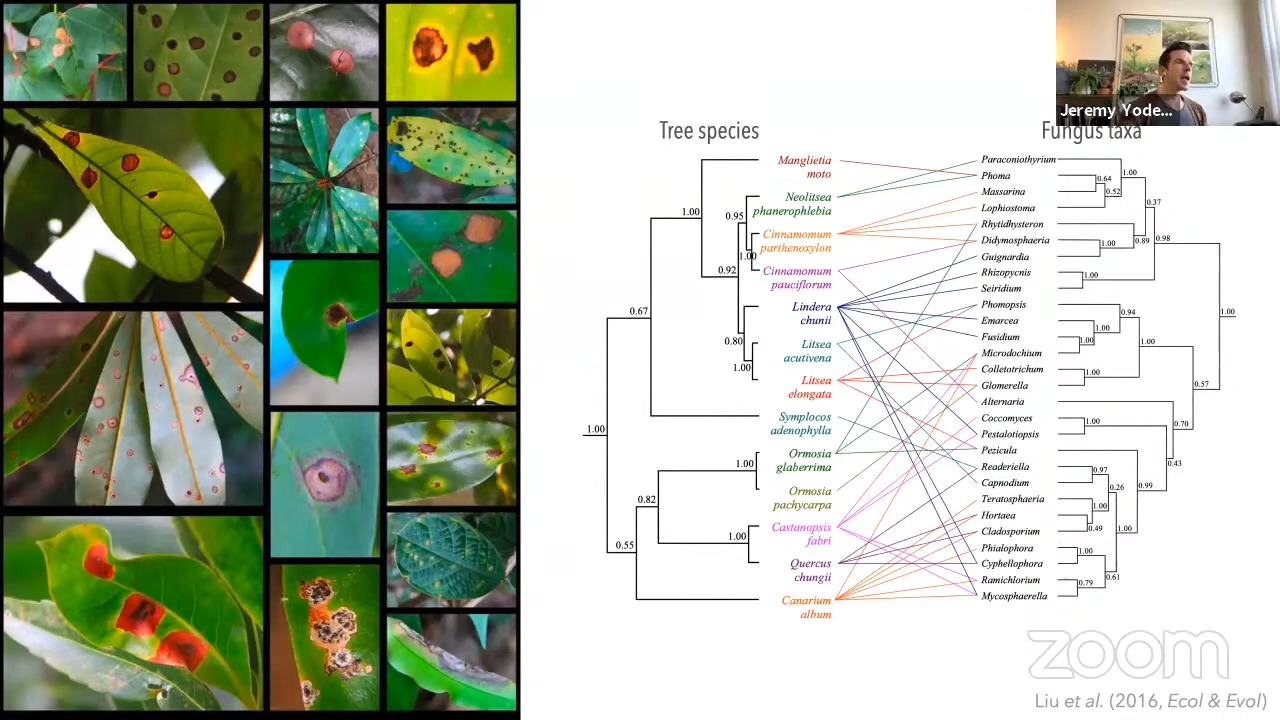 Jeremy Yode...
Tree species
Fungus taxa
Manglietia
moto
Neolitsea
phanerophlebia
Cinnamomum
parthenoxylon
Cinnamomum
pauciflorum
Lindera
chunii
Litsea
acutivena
Litsea
elongata
Symplocos
adenophylla
Ormosia
glaberrima
Ormosia
pachycarpa
Castanopsis
fabri
Quercus
chungii
Canarium
album
1.00
0.67
1.00
0.95
1.00
0.92
0.80
1.00
0.55
0.82
1.00
1.00
Paraconiothyrium
Phoma
Massarina
Lophiostoma
Rhytidhysteron
Didymosphaeria
Guignardia
Rhizopycnis
Seiridium
Phomopsis
Emarcea
Fusidium
Microdochium
Colletotrichum
Glomerella
Alternaria
Coccomyces
Pestalotiopsis
Pezicula
Readeriella
Capnodium
Teratosphaeria
Hortaea
Cladosporium
Phialophora
Cyphellophora
Ramichlorium
Mycosphaerella
1.00
0.64
0.52
0.37
0.89
0.98
1.00
1.00
0.94
1.00
1.00
1.00
1.00
1.00
0.57
1.00
0.70
0.43
0.97
0.26
0.99
1.00
0.49
1.00
1.00
0.61
0.79
zoom
Liu et al. (2016, Ecol & Evol)